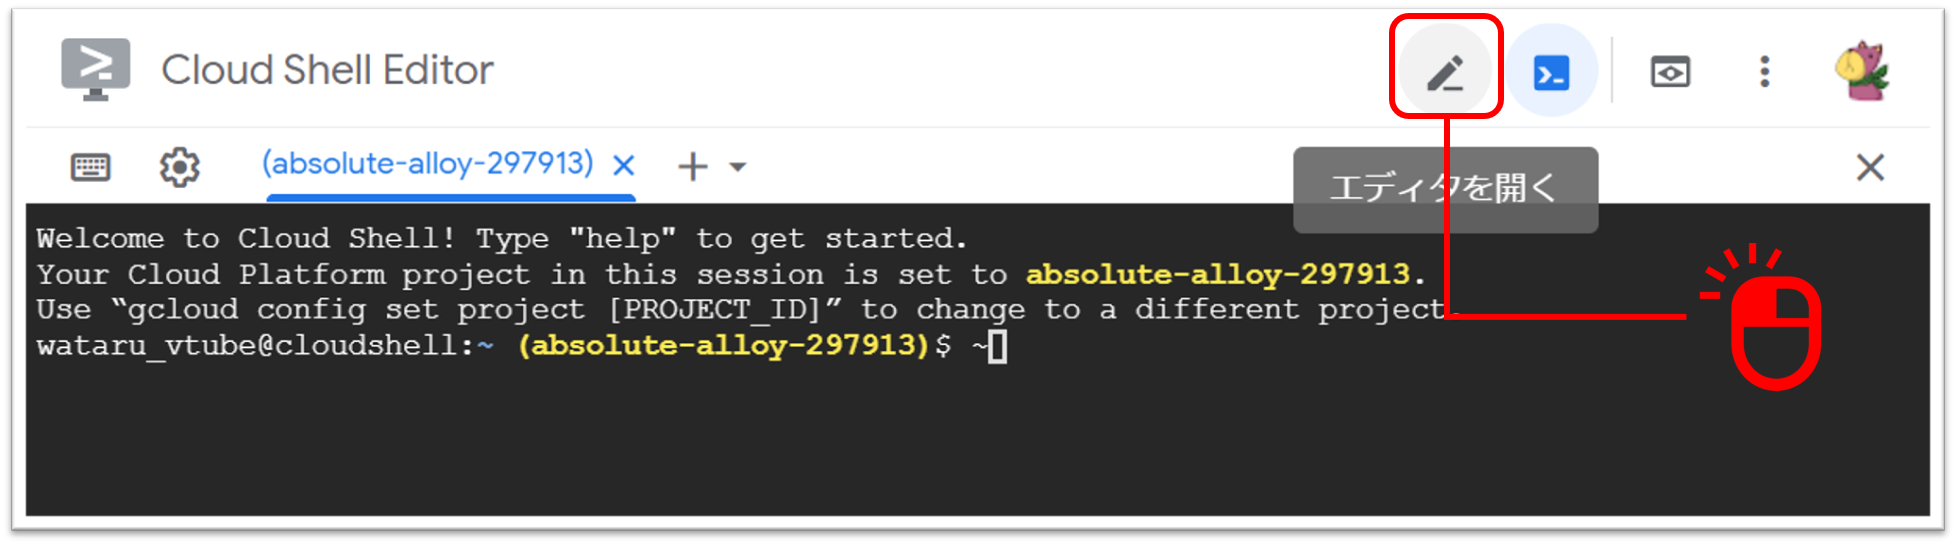 Cloud Shell Editor
(absolute-alloy-297913)
エディタを開く
Welcome to Cloud Shell! Type "help" to get started.
Your Cloud Platform project in this session is set to absolute-alloy-297913.
Use “gcloud config set project [PROJECT_ID]” to change to a different project.
wataru_vtube@cloudshell:~ (absolute-alloy-297913)$ ~